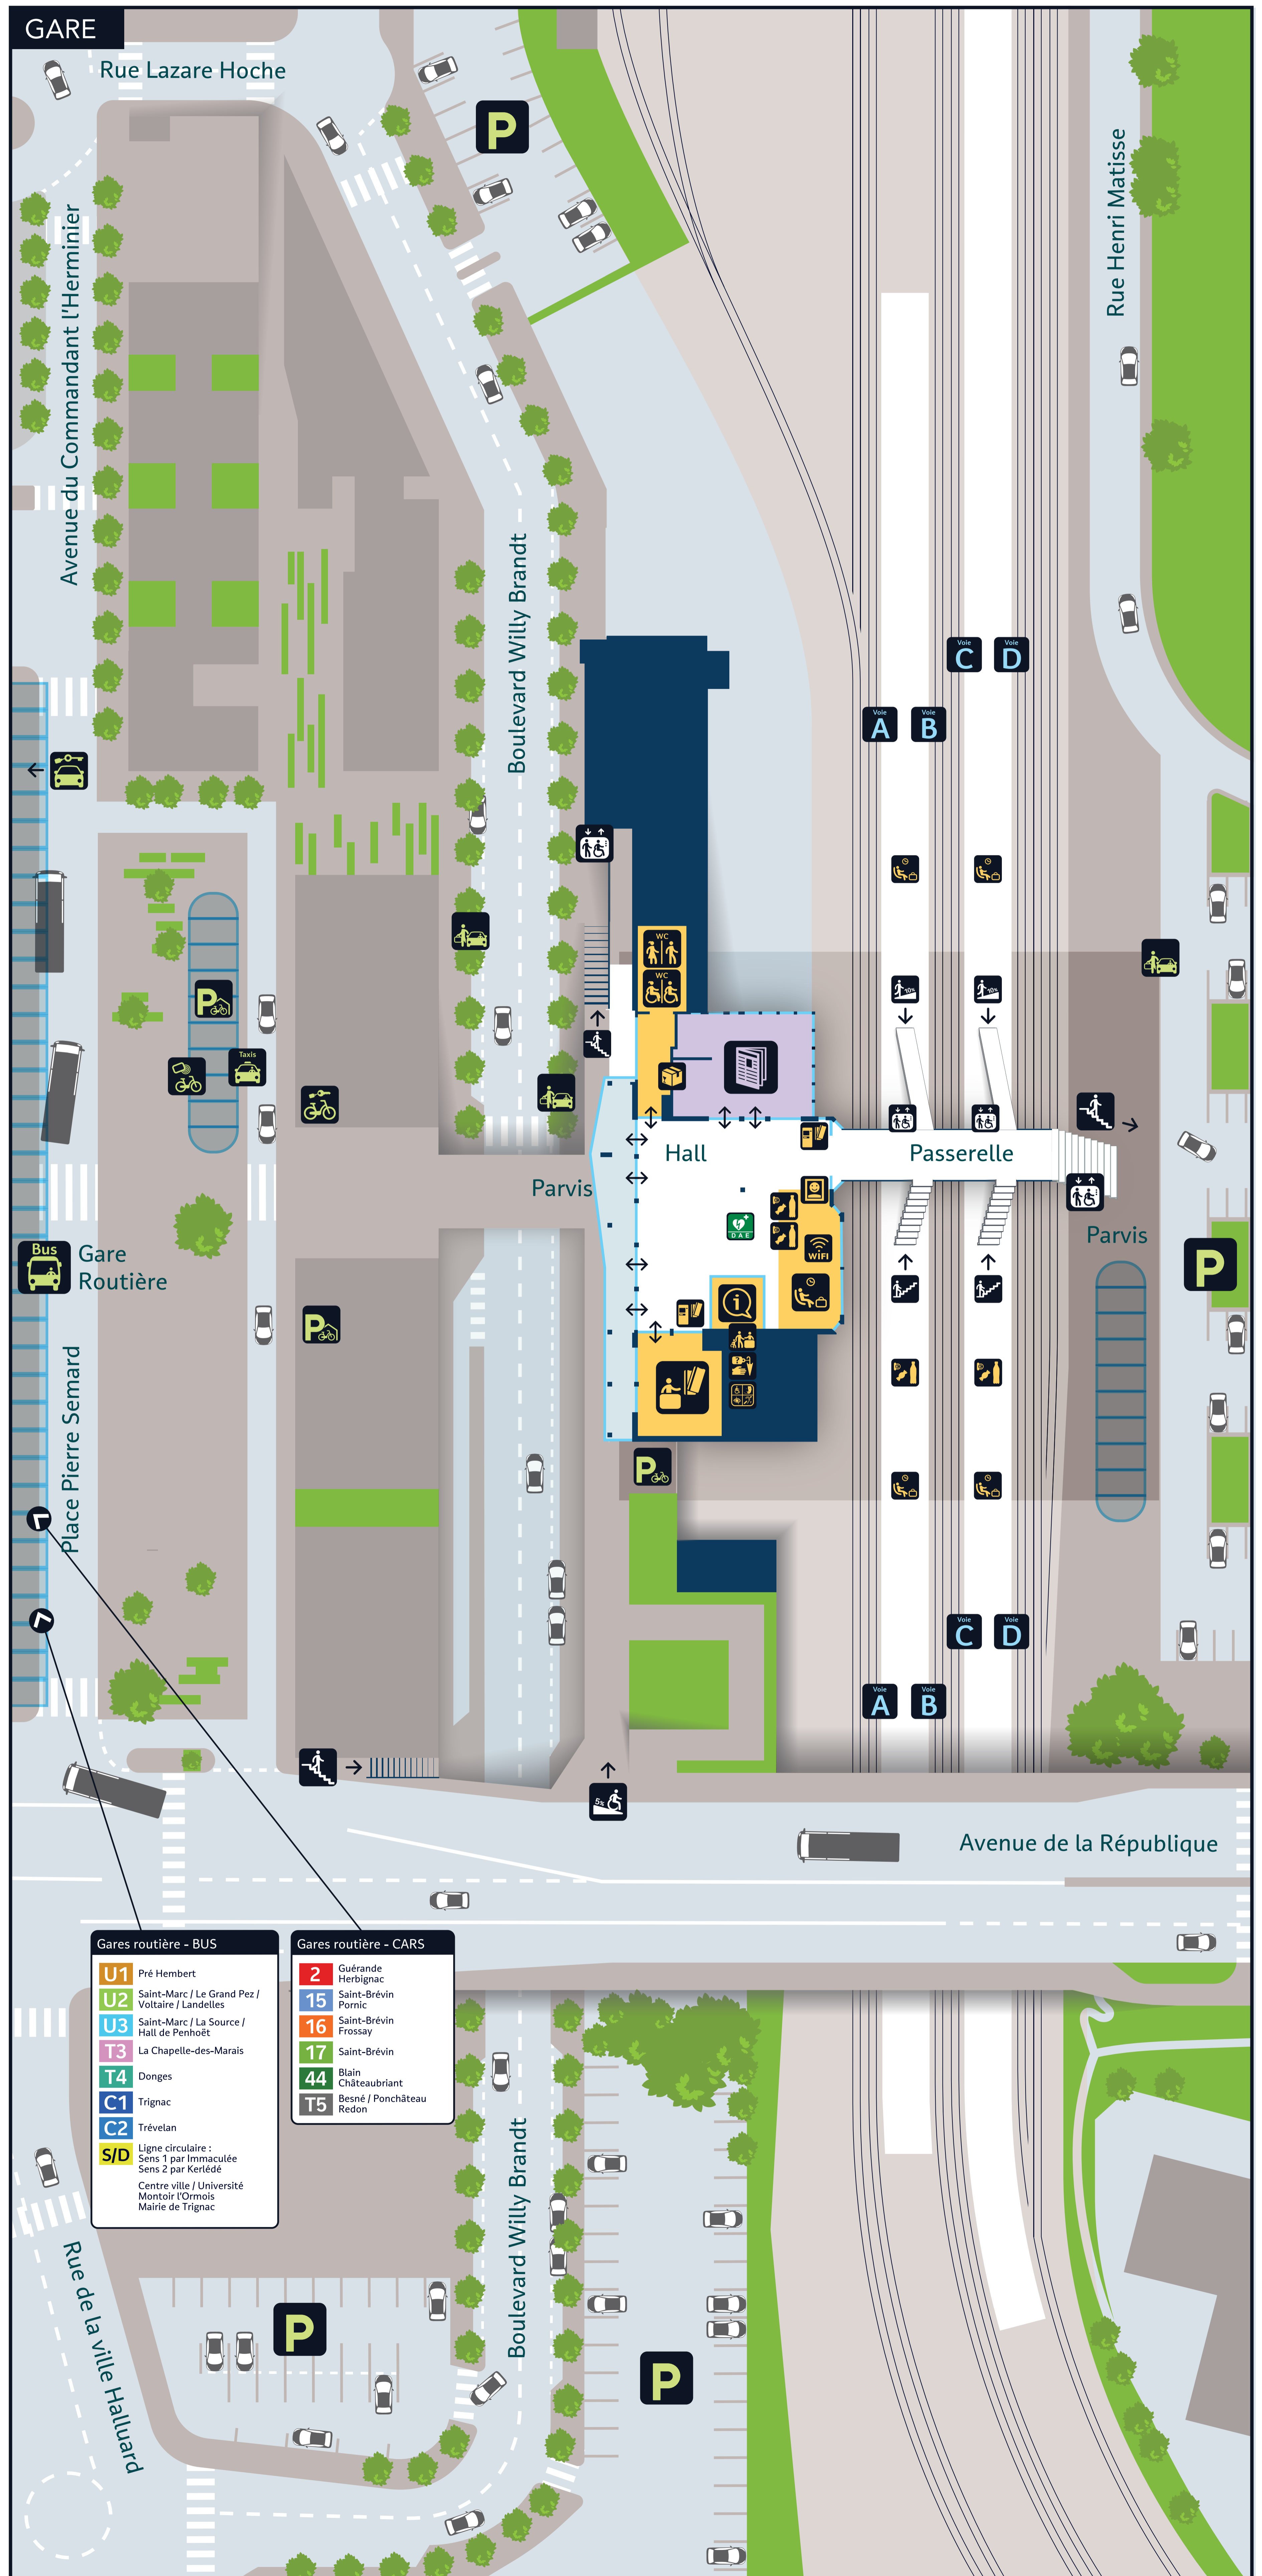 GARE
Rue Lazare Hoche
P
Rue Henri Matisse
Avenue du Commandant l'Herminier
Boulevard Willy Brandt
Voie
C
Voie
D
Voie
A
Voie
B
WC
WC
10%
10%
P
Taxis
Hall
Passerelle
Parvis
DAE
WIFI
Parvis
Bus
Gare
Routière
P
P
i
Place Pierre Semard
P
Voie
C
Voie
D
Voie
A
Voie
B
5%
Avenue de la République
Gares routière - BUS
U1 Pré Hembert
U2 Saint-Marc / Le Grand Pez /
Voltaire / Landelles
U3 Saint-Marc / La Source /
Hall de Penhoët
T3 La Chapelle-des-Marais
T4 Donges
C1 Trignac
C2 Trévelan
S/D Ligne circulaire :
Sens 1 par Immaculée
Sens 2 par Kerlédé
Centre ville / Université
Montoir l'Ormois
Mairie de Trignac
Gares routière - CARS
2 Guérande
Herbignac
15 Saint-Brévin
Pornic
16 Saint-Brévin
Frossay
17 Saint-Brévin
44 Blain
Châteaubriant
T5 Besné / Ponchâteau
Redon
Boulevard Willy Brandt
Rue de la ville Halluard
P
P